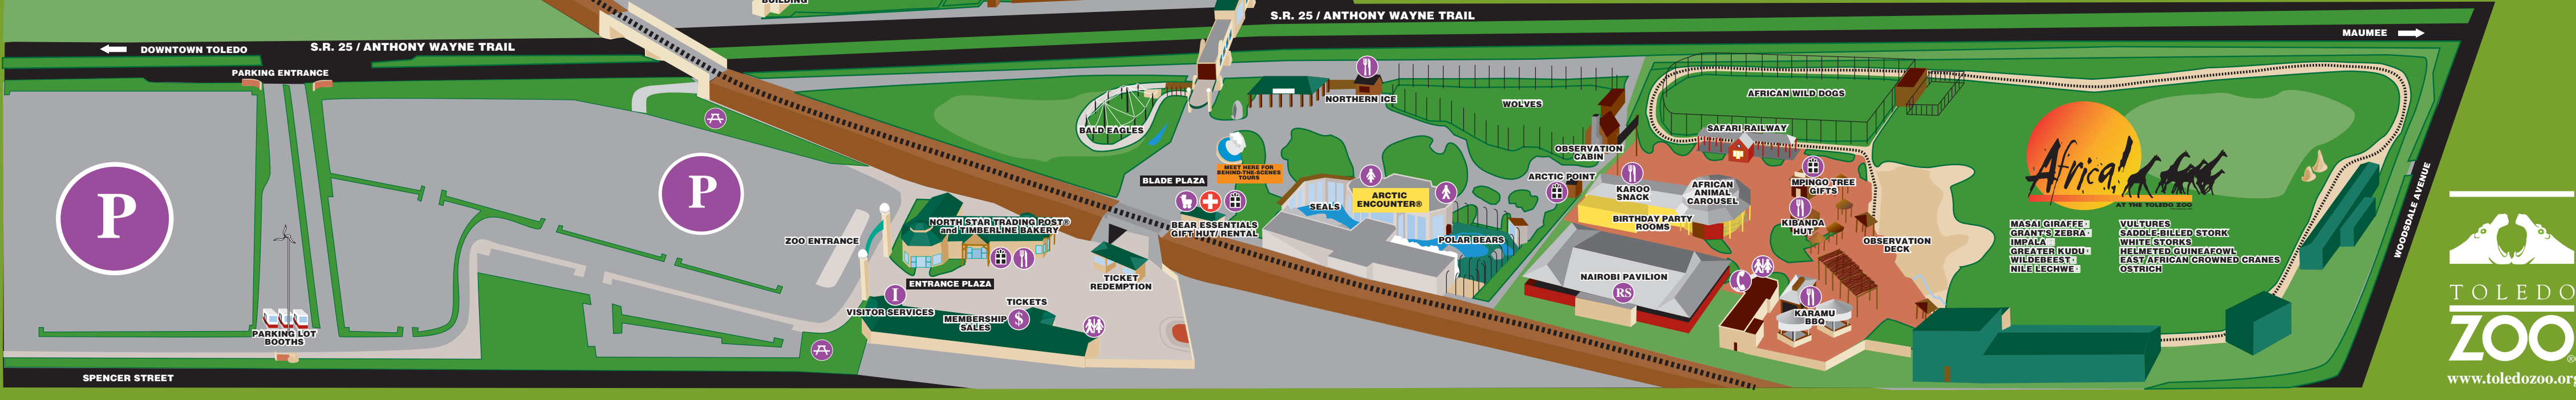 BUILDING
S.R. 25 / ANTHONY WAYNE TRAIL
MAUMEE
DOWNTOWN TOLEDO
S.R. 25 / ANTHONY WAYNE TRAIL
PARKING ENTRANCE
P
P
PARKING LOT
BOOTHS
SPENCER STREET
ZOO ENTRANCE
NORTH STAR TRADING POST®
and TIMBERLINE BAKERY
ENTRANCE PLAZA
I
VISITOR SERVICES
TICKETS
MEMBERSHIP
SALES
$
TICKET
REDEMPTION
BALD EAGLES
MEET HERE FOR
BEHIND-THE-SCENES
TOURS
BLADE PLAZA
BEAR ESSENTIALS
GIFT HUT/ RENTAL
NORTHERN ICE
SEALS
ARCTIC
ENCOUNTER®
POLAR BEARS
WOLVES
OBSERVATION
CABIN
ARCTIC POINT
AFRICAN WILD DOGS
SAFARI RAILWAY
KAROO
SNACK
AFRICAN
ANIMAL
CAROUSEL
BIRTHDAY PARTY
ROOMS
MPINGO TREE
GIFTS
KIBANDA
HUT
OBSERVATION
DECK
NAIROBI PAVILION
RS
KARAMU
BBQ
Africa!
AT THE TOLEDO ZOO
MASAI GIRAFFE
GRANT'S ZEBRA
IMPALA
GREATER KUDU
WILDEBEEST
NILE LECHWE
VULTURES
SADDLE-BILLED STORK
WHITE STORKS
HELMETED GUINEAFOWL
EAST AFRICAN CROWNED CRANES
OSTRICH
WOODSDALE AVENUE
TOLEDO
ZOO®
www.toledozoo.org